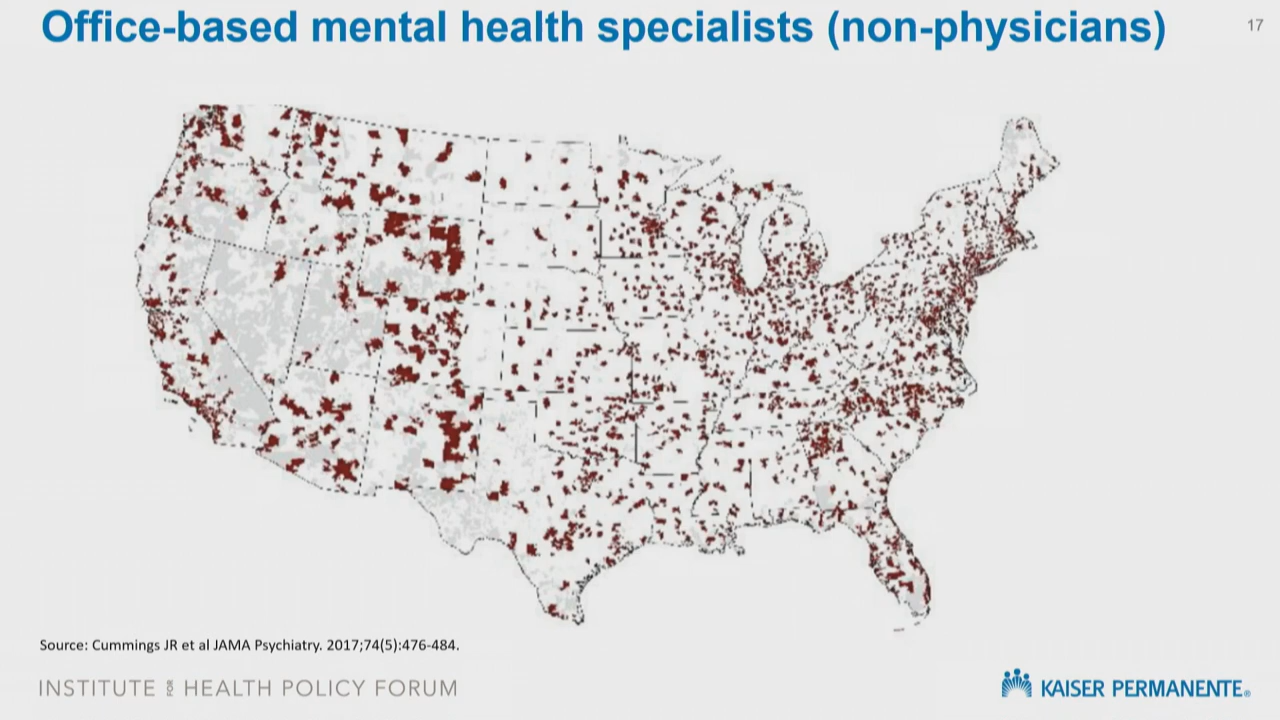 Office-based mental health specialists (non-physicians)
17
Source: Cummings JR et al JAMA Psychiatry. 2017;74(5):476-484.
INSTITUTE FOR HEALTH POLICY FORUM
KAISER PERMANENTE®